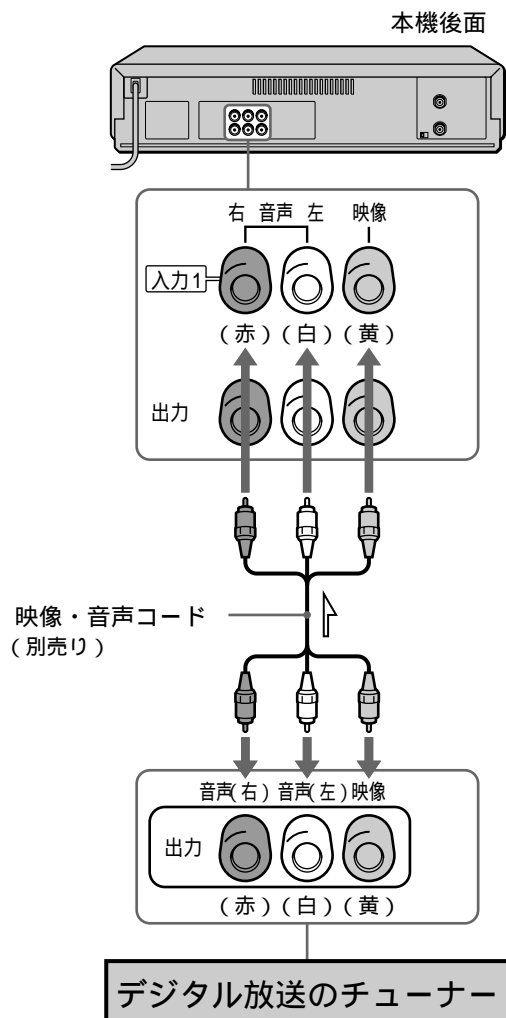 本機後面
右 音声 左 映像
入力1
(赤)(白)(黄)
出力
映像・音声コード
(別売り)
音声(右) 音声(左) 映像
出力
(赤)(白)(黄)
デジタル放送のチューナー